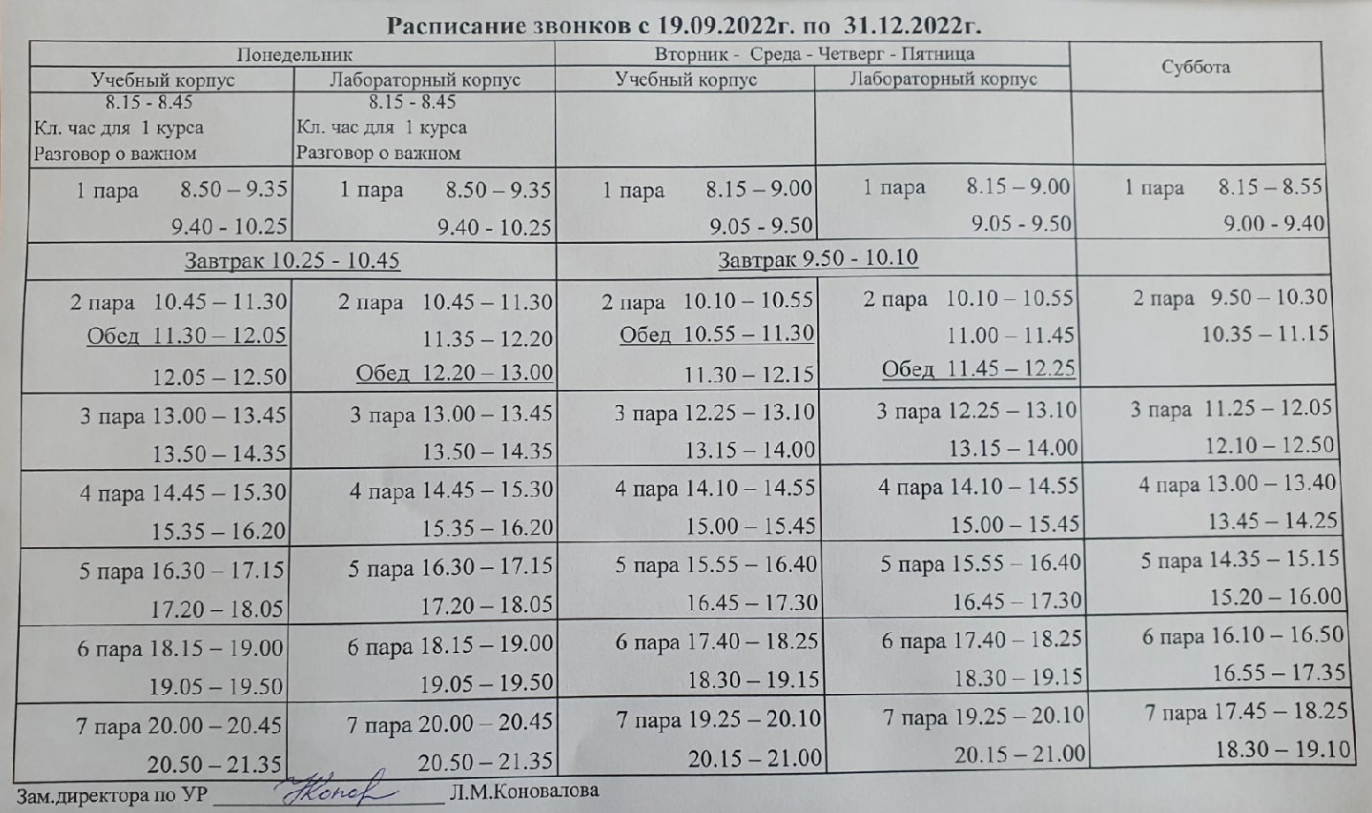 Расписание звонков с 19.09.2022г. по 31.12.2022г.
Понедельник Вторник - Среда - Четверг - Пятница Суббота
Учебный корпус Лабораторный корпус Учебный корпус Лабораторный корпус
8.15 - 8.45 8.15 - 8.45
Кл. час для 1 курса Кл. час для 1 курса
Разговор о важном Разговор о важном
1 пара 8.50 – 9.35 1 пара 8.50 – 9.35 1 пара 8.15 – 9.00 1 пара 8.15 – 9.00 1 пара 8.15 – 8.55
9.40 - 10.25 9.40 - 10.25 9.05 - 9.50 9.05 - 9.50 9.00 - 9.40
Завтрак 10.25 - 10.45 Завтрак 9.50 - 10.10
2 пара 10.45 – 11.30 2 пара 10.45 – 11.30 2 пара 10.10 – 10.55 2 пара 10.10 – 10.55 2 пара 9.50 – 10.30
Обед 11.30 – 12.05 11.35 – 12.20 Обед 10.55 – 11.30 11.00 – 11.45 10.35 – 11.15
12.05 – 12.50 Обед 12.20 – 13.00 11.30 – 12.15 Обед 11.45 – 12.25
3 пара 13.00 – 13.45 3 пара 13.00 – 13.45 3 пара 12.25 – 13.10 3 пара 12.25 – 13.10 3 пара 11.25 – 12.05
13.50 – 14.35 13.50 – 14.35 13.15 – 14.00 13.15 – 14.00 12.10 – 12.50
4 пара 14.45 – 15.30 4 пара 14.45 – 15.30 4 пара 14.10 – 14.55 4 пара 14.10 – 14.55 4 пара 13.00 – 13.40
15.35 – 16.20 15.35 – 16.20 15.00 – 15.45 15.00 – 15.45 13.45 – 14.25
5 пара 16.30 – 17.15 5 пара 16.30 – 17.15 5 пара 15.55 – 16.40 5 пара 15.55 – 16.40 5 пара 14.35 – 15.15
17.20 – 18.05 17.20 – 18.05 16.45 – 17.30 16.45 – 17.30 15.20 – 16.00
6 пара 18.15 – 19.00 6 пара 18.15 – 19.00 6 пара 17.40 – 18.25 6 пара 17.40 – 18.25 6 пара 16.10 – 16.50
19.05 – 19.50 19.05 – 19.50 18.30 – 19.15 18.30 – 19.15 16.55 – 17.35
7 пара 20.00 – 20.45 7 пара 20.00 – 20.45 7 пара 19.25 – 20.10 7 пара 19.25 – 20.10 7 пара 17.45 – 18.25
20.50 – 21.35 20.50 – 21.35 20.15 – 21.00 20.15 – 21.00 18.30 – 19.10
Зам.директора по УР Л.М.Коновалова